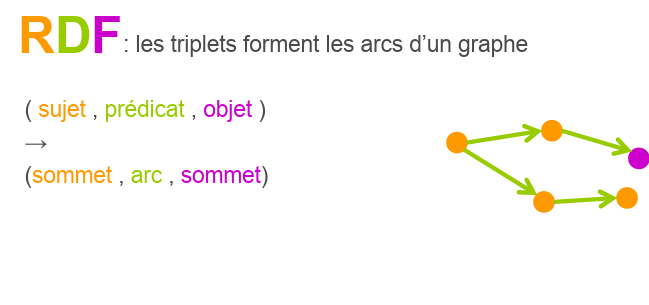 RDF : les triplets forment les arcs d’un graphe
( sujet , prédicat , objet )
→
(sommet , arc , sommet)